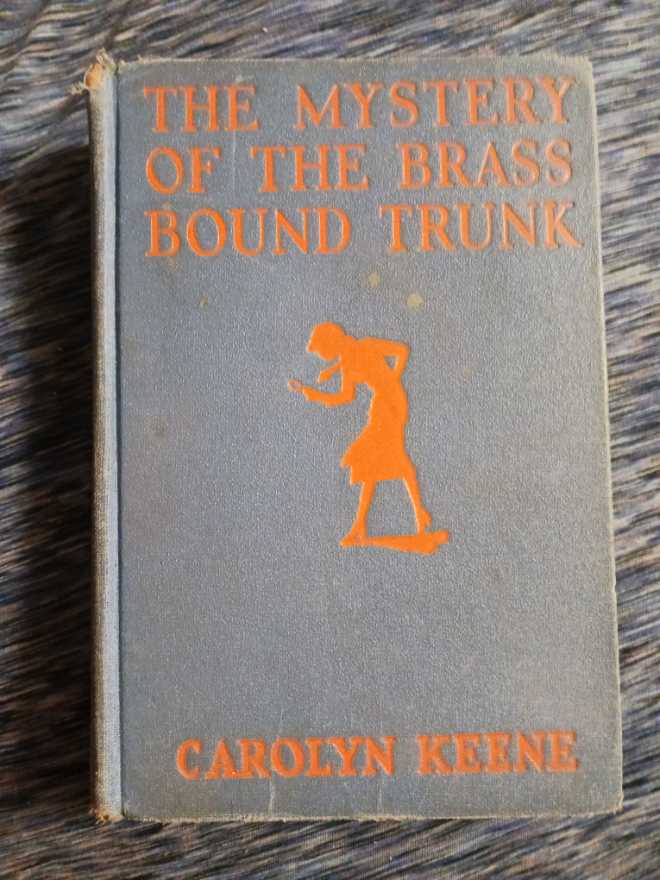 THE MYSTERY
OF THE BRASS
BOUND TRUNK
CAROLYN KEENE